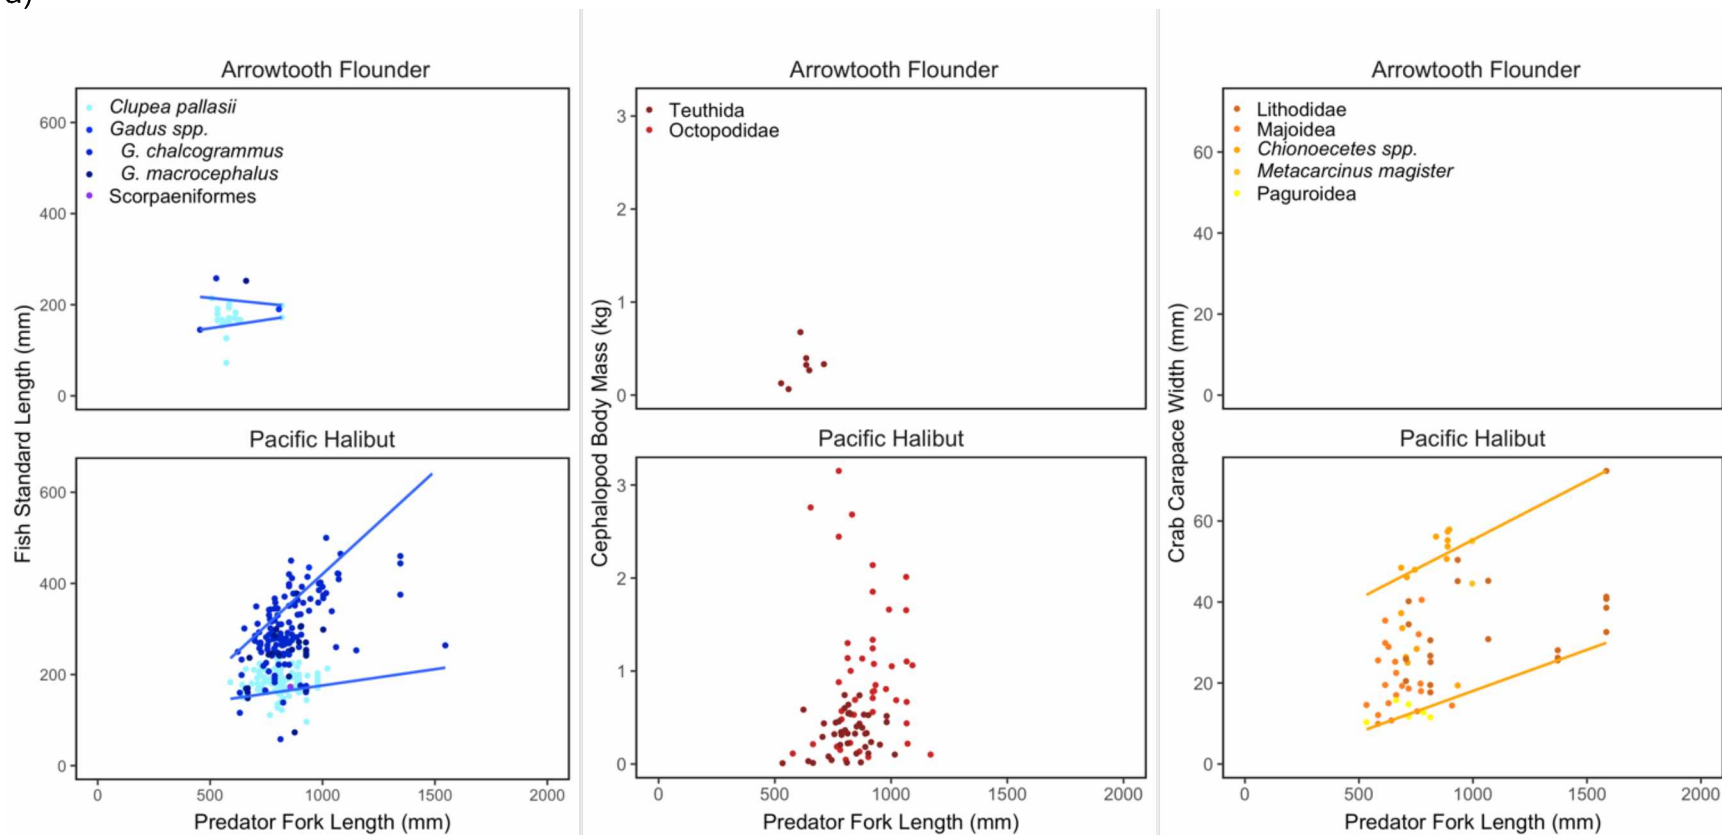 a)
Arrowtooth Flounder
Clupea pallasii
Gadus spp.
G. chalcogrammus
G. macrocephalus
Scorpaeniformes
600
400
200
0
Fish Standard Length (mm)
Pacific Halibut
600
400
200
0
0 500 1000 1500 2000
Predator Fork Length (mm)
Arrowtooth Flounder
Teuthida
Octopodidae
3
2
1
0
Cephalopod Body Mass (kg)
Pacific Halibut
3
2
1
0
0 500 1000 1500 2000
Predator Fork Length (mm)
Arrowtooth Flounder
Lithodidae
Majoidea
Chionoecetes spp.
Metacarcinus magister
Paguroidea
60
40
20
0
Crab Carapace Width (mm)
Pacific Halibut
60
40
20
0
0 500 1000 1500 2000
Predator Fork Length (mm)